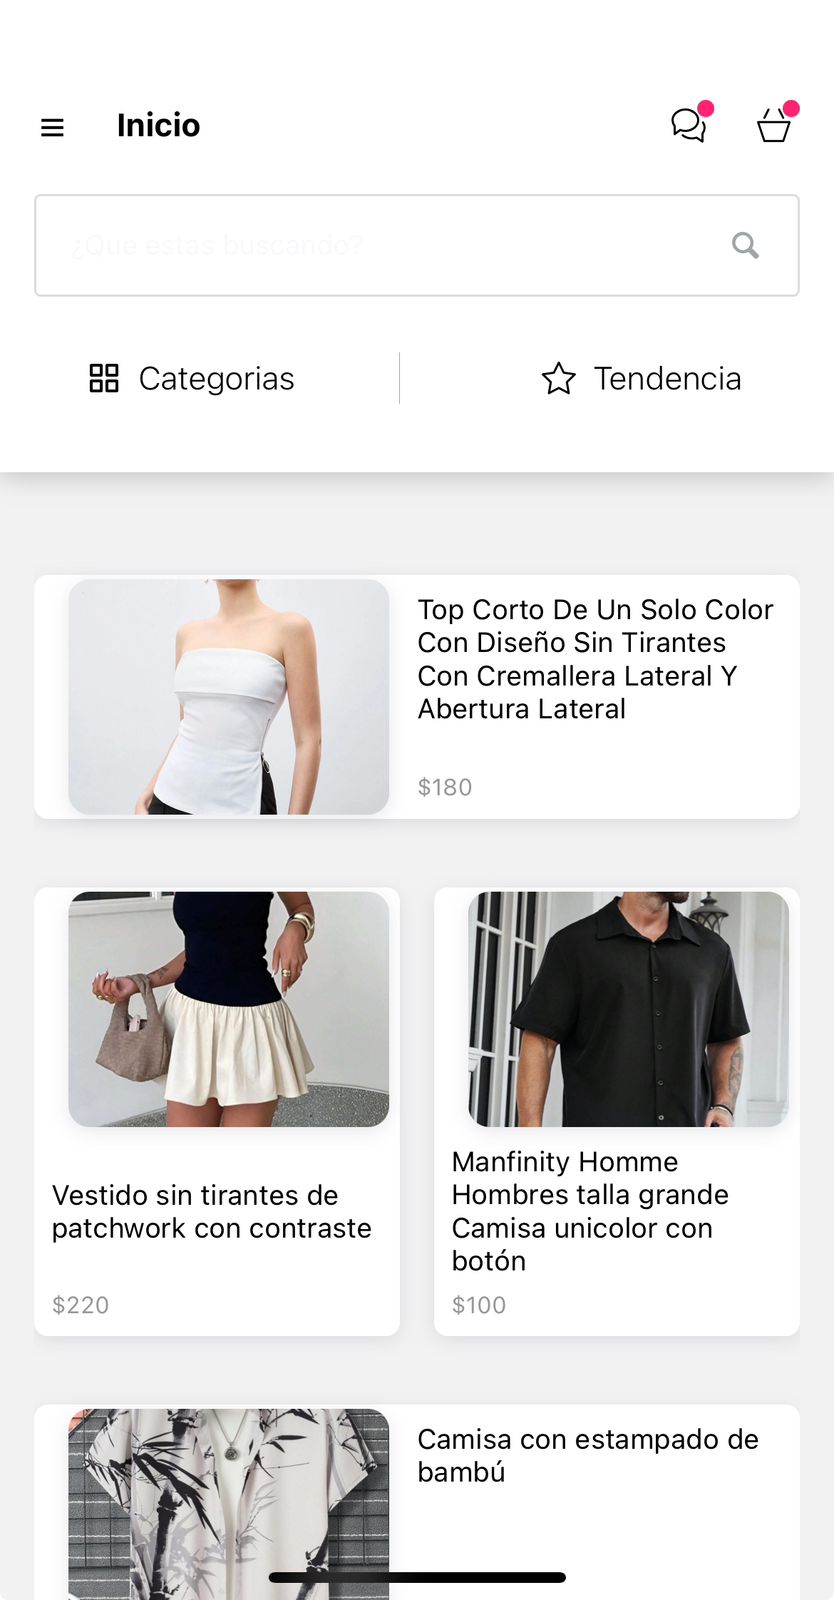 Inicio
¿Que estas buscando?
Categorias
Tendencia
Top Corto De Un Solo Color
Con Diseño Sin Tirantes
Con Cremallera Lateral Y
Abertura Lateral
$180
Vestido sin tirantes de
patchwork con contraste
$220
Manfinity Homme
Hombres talla grande
Camisa unicolor con
botón
$100
Camisa con estampado de
bambú